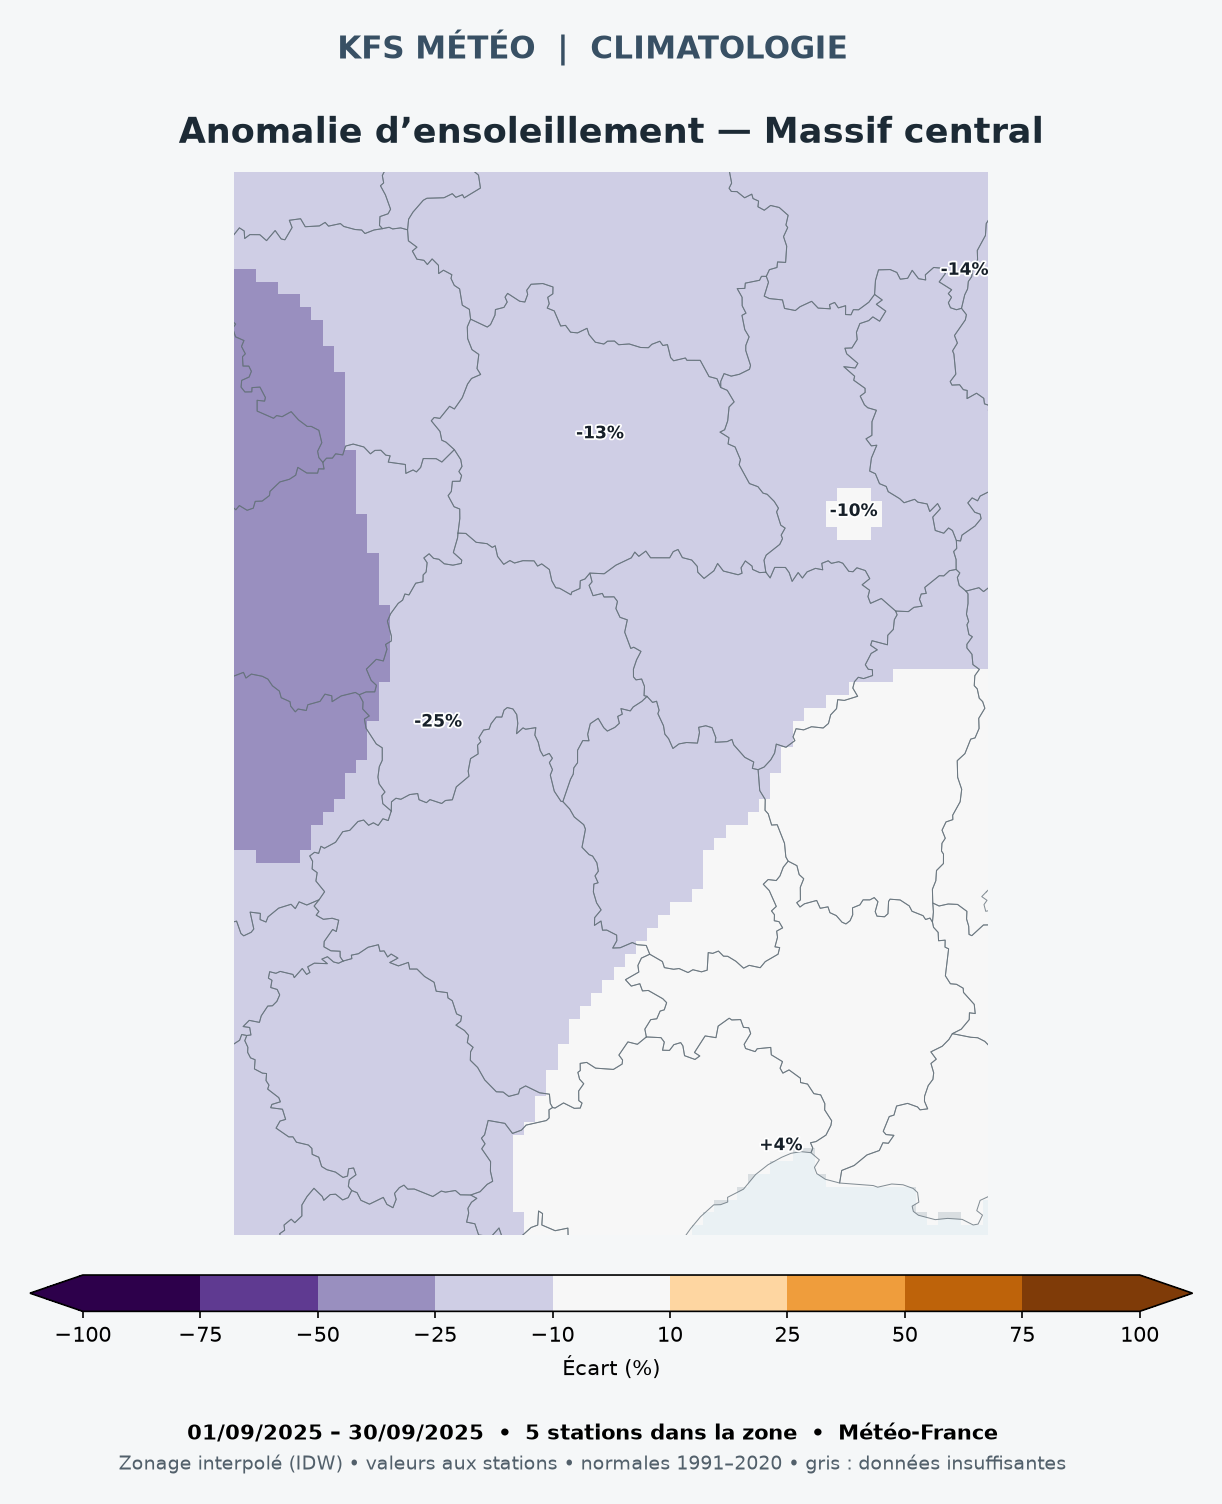 KFS MÉTÉO | CLIMATOLOGIE
Anomalie d’ensoleillement — Massif central
-14%
-13%
-10%
-25%
+4%
−100 −75 −50 −25 −10 10 25 50 75 100
Écart (%)
01/09/2025 – 30/09/2025 • 5 stations dans la zone • Météo-France
Zonage interpolé (IDW) • valeurs aux stations • normales 1991–2020 • gris : données insuffisantes